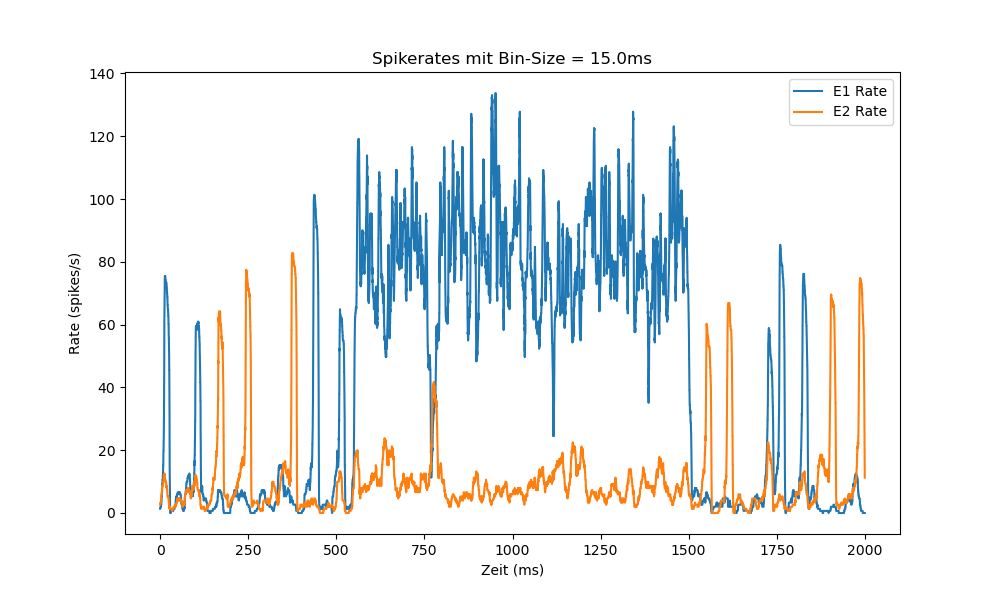 Spikerates mit Bin-Size = 15.0ms
E1 Rate
E2 Rate
140
120
100
80
60
40
20
0
Rate (spikes/s)
0 250 500 750 1000 1250 1500 1750 2000
Zeit (ms)